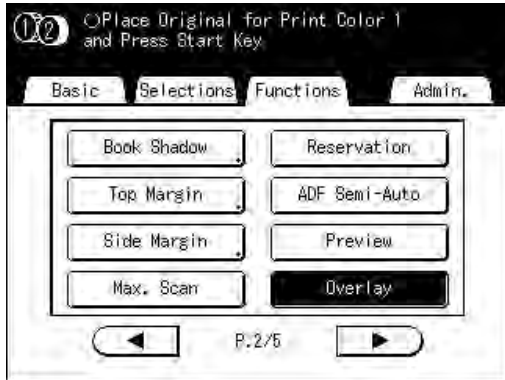 ①② ○Place Original for Print Color 1
and Press Start Key
Basic Selections Functions Admin.
Book Shadow Reservation
Top Margin ADF Semi-Auto
Side Margin Preview
Max. Scan Overlay
P.2/5